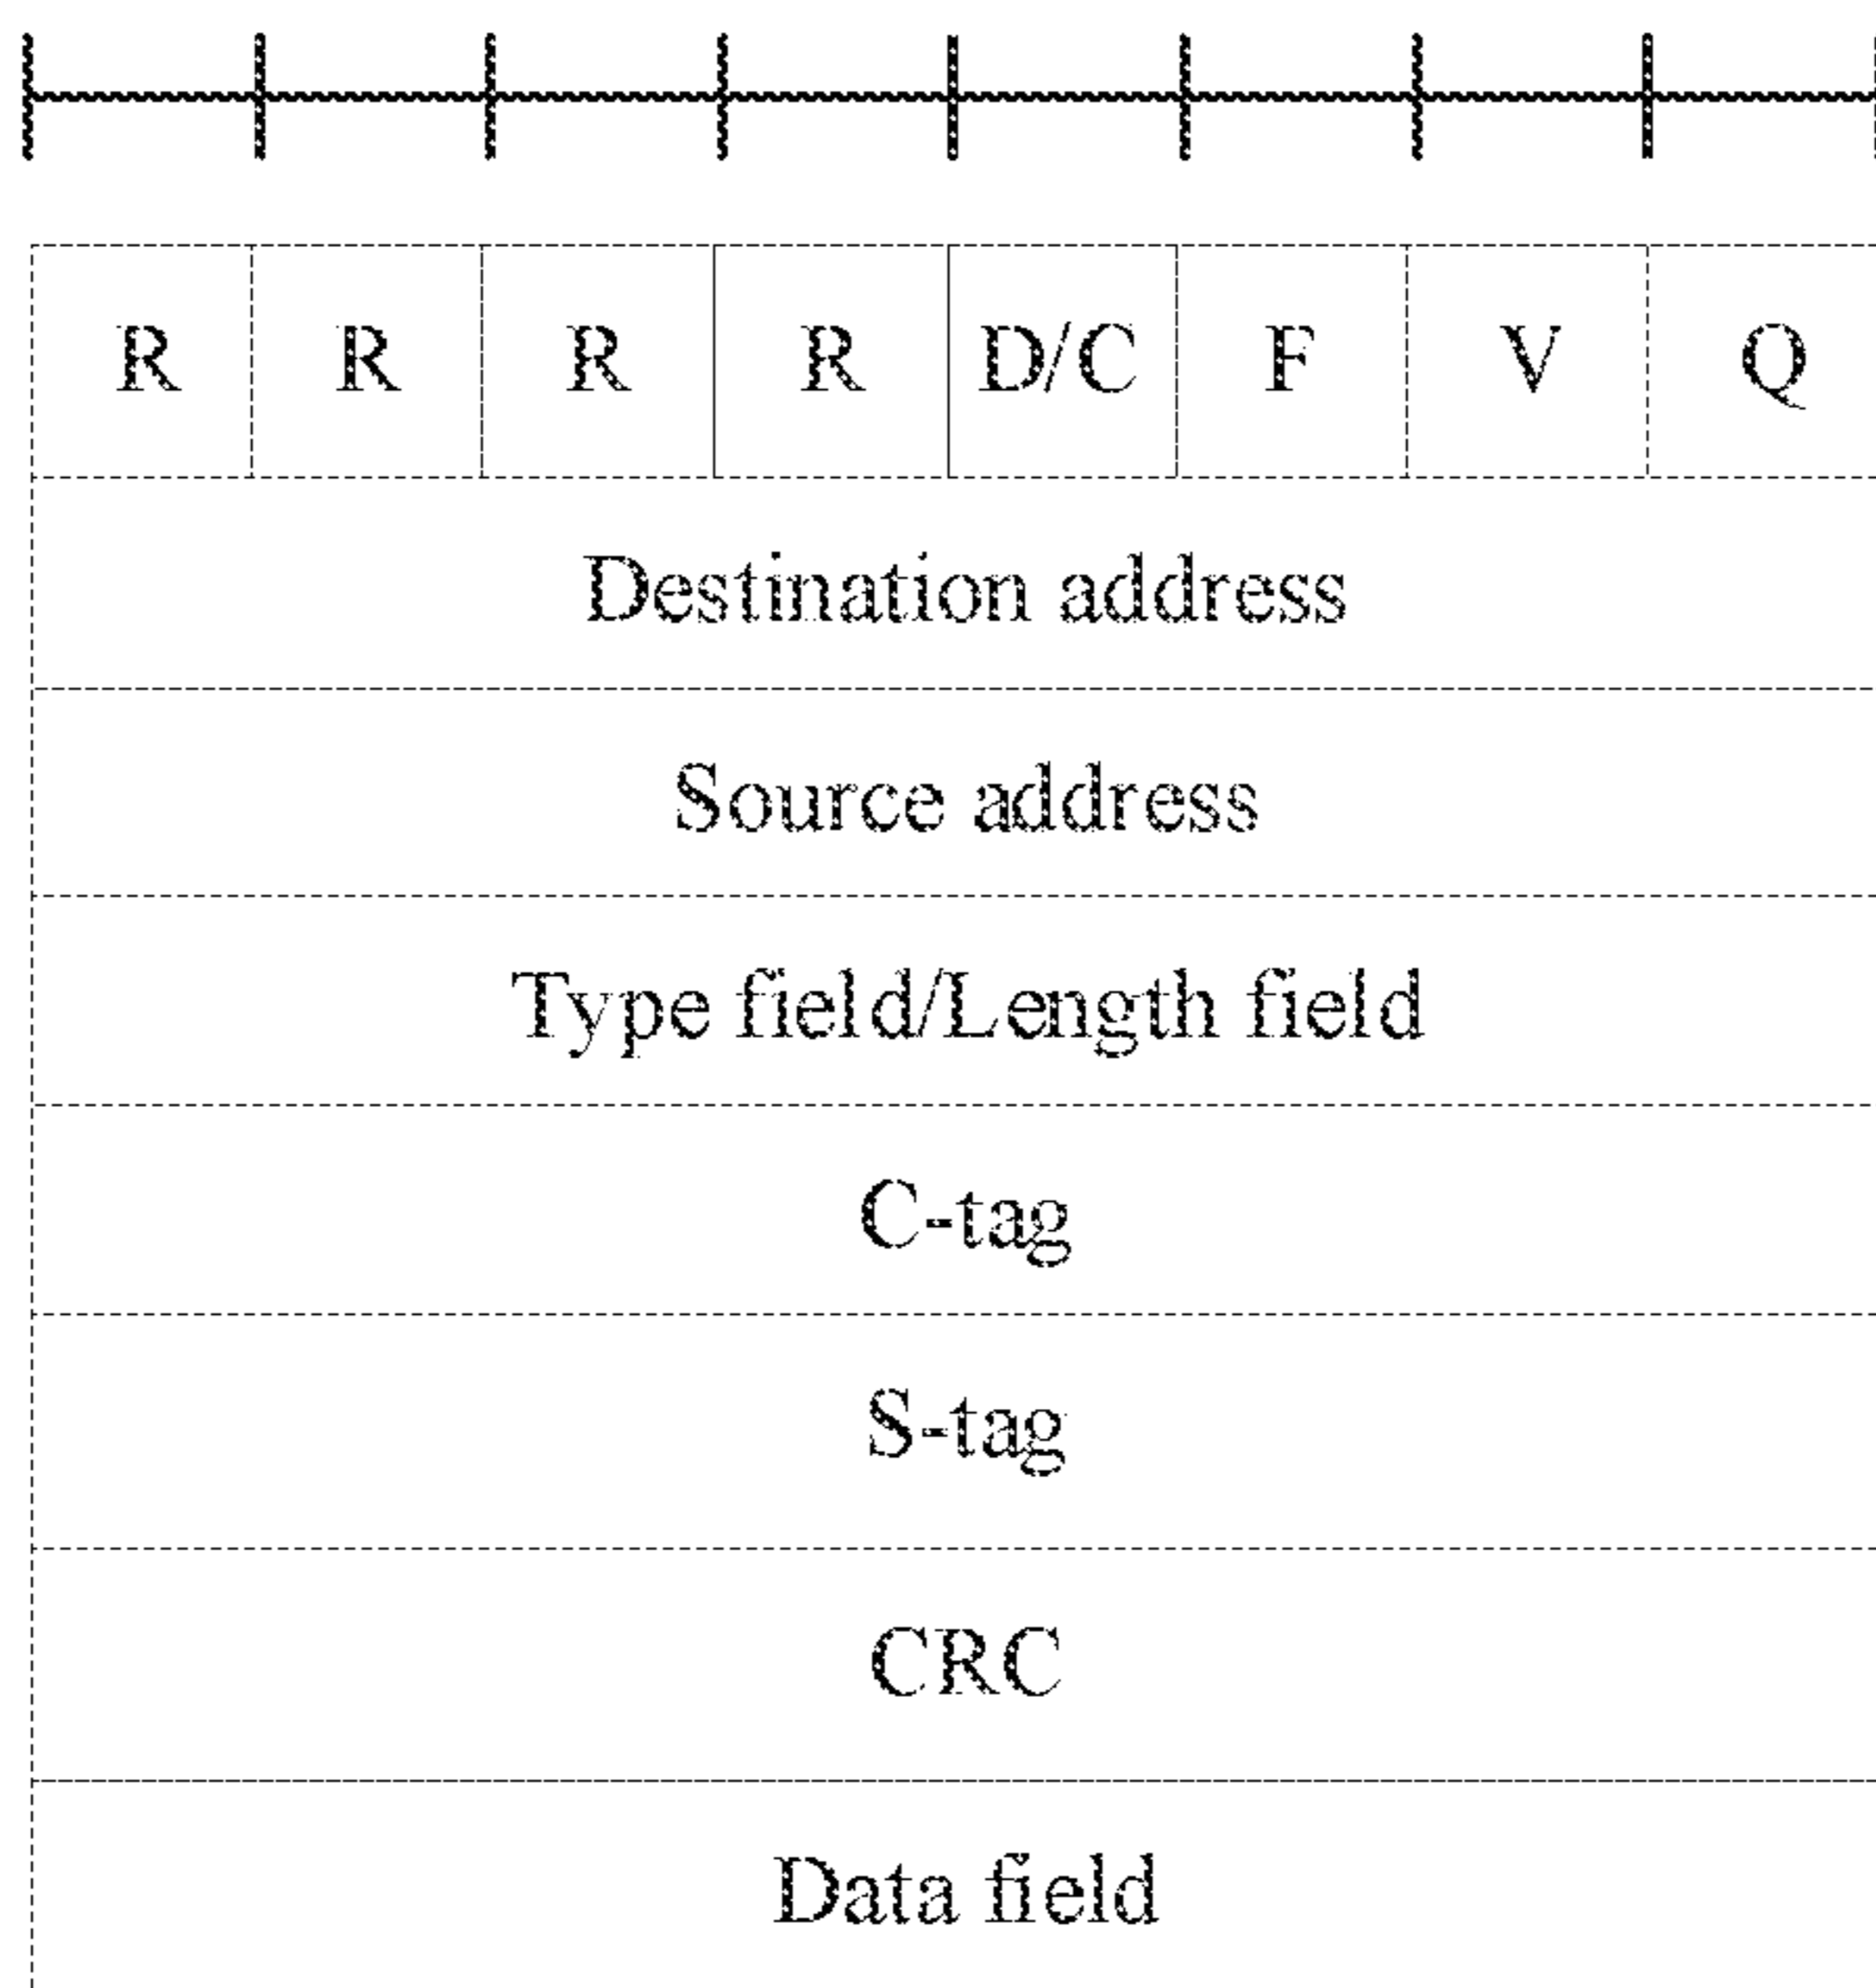 R R R R D/C F V Q
Destination address
Source address
Type field/Length field
C-tag
S-tag
CRC
Data field